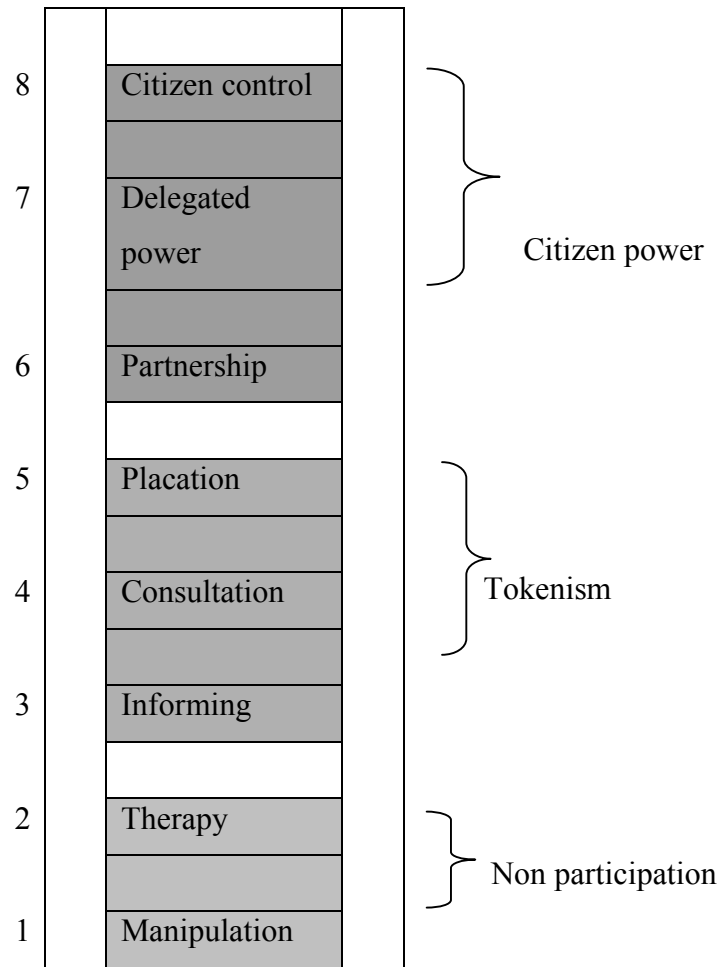 8 Citizen control
7 Delegated
power
Citizen power
6 Partnership
5 Placation
4 Consultation
Tokenism
3 Informing
2 Therapy
Non participation
1 Manipulation